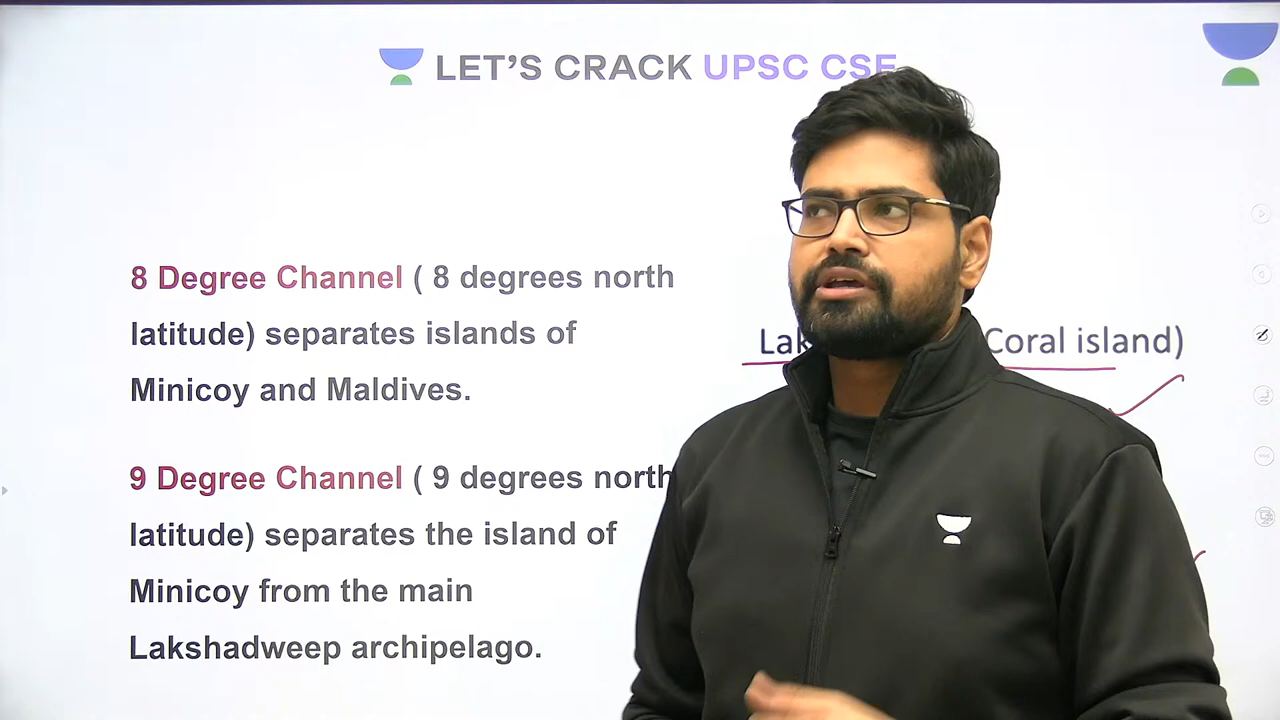 LET'S CRACK UPSC CSE
8 Degree Channel ( 8 degrees north
latitude) separates islands of
Minicoy and Maldives.
Coral island)
9 Degree Channel ( 9 degrees north
latitude) separates the island of
Minicoy from the main
Lakshadweep archipelago.